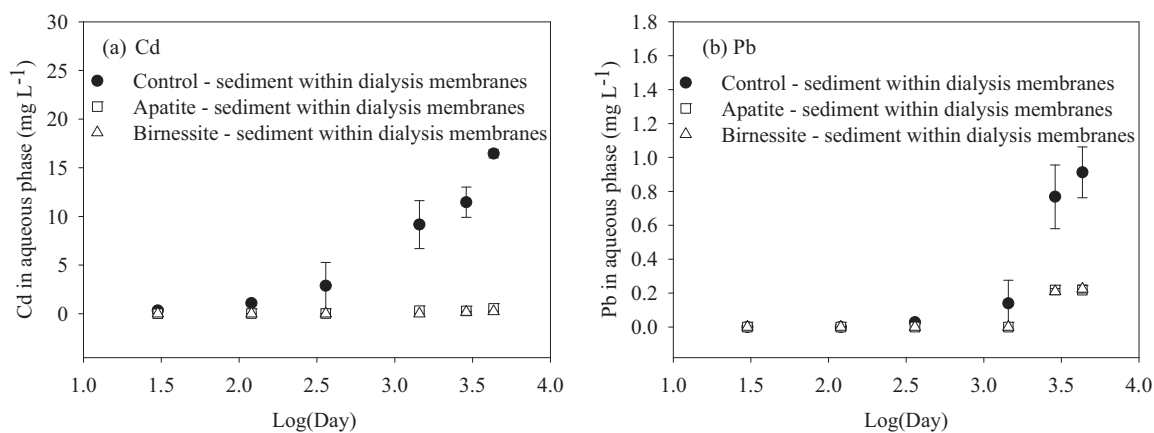 (a) Cd
Control - sediment within dialysis membranes
Apatite - sediment within dialysis membranes
Birnessite - sediment within dialysis membranes
Cd in aqueous phase (mg L⁻¹)
30
25
20
15
10
5
0
1.0 1.5 2.0 2.5 3.0 3.5 4.0
Log(Day)
(b) Pb
Control - sediment within dialysis membranes
Apatite - sediment within dialysis membranes
Birnessite - sediment within dialysis membranes
Pb in aqueous phase (mg L⁻¹)
1.8
1.6
1.4
1.2
1.0
0.8
0.6
0.4
0.2
0.0
1.0 1.5 2.0 2.5 3.0 3.5 4.0
Log(Day)